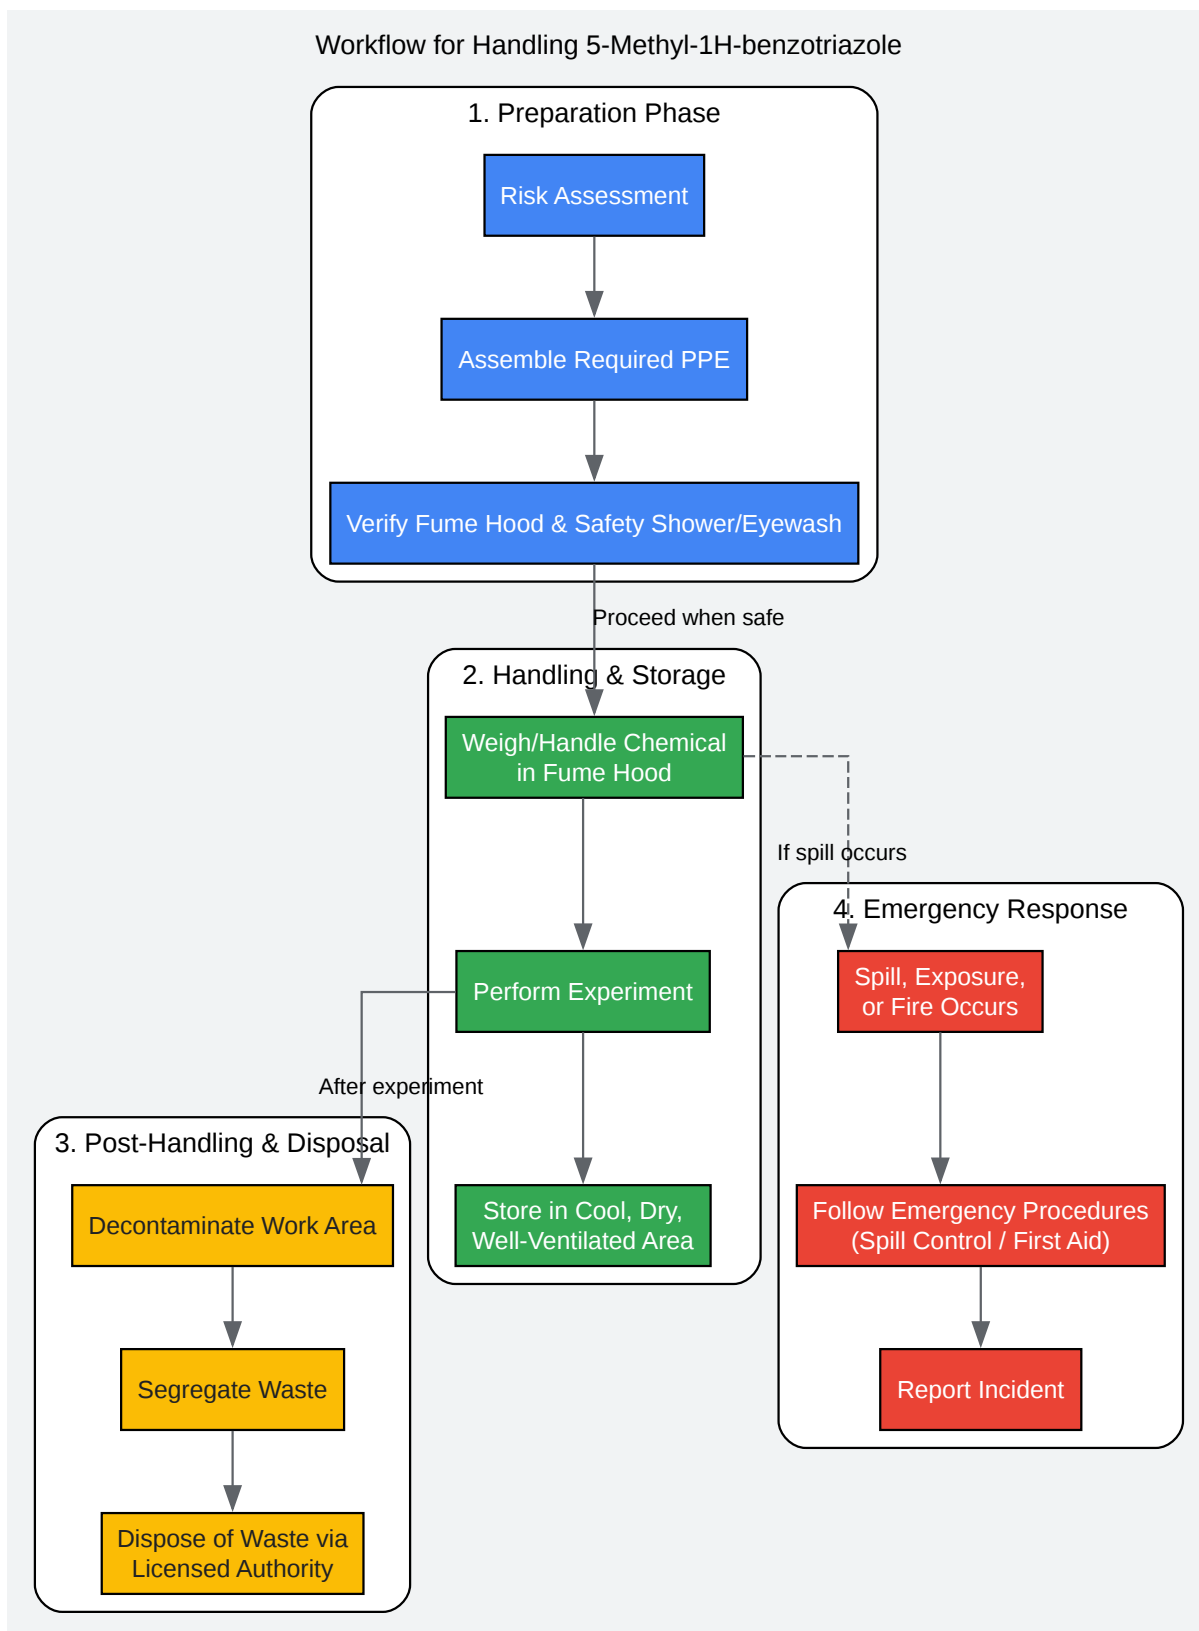 Workflow for Handling 5-Methyl-1H-benzotriazole
1. Preparation Phase
Risk Assessment
Assemble Required PPE
Verify Fume Hood & Safety Shower/Eyewash
Proceed when safe
2. Handling & Storage
Weigh/Handle Chemical
in Fume Hood
If spill occurs
4. Emergency Response
Perform Experiment
Spill, Exposure,
or Fire Occurs
After experiment
3. Post-Handling & Disposal
Decontaminate Work Area
Store in Cool, Dry,
Well-Ventilated Area
Follow Emergency Procedures
(Spill Control / First Aid)
Segregate Waste
Report Incident
Dispose of Waste via
Licensed Authority